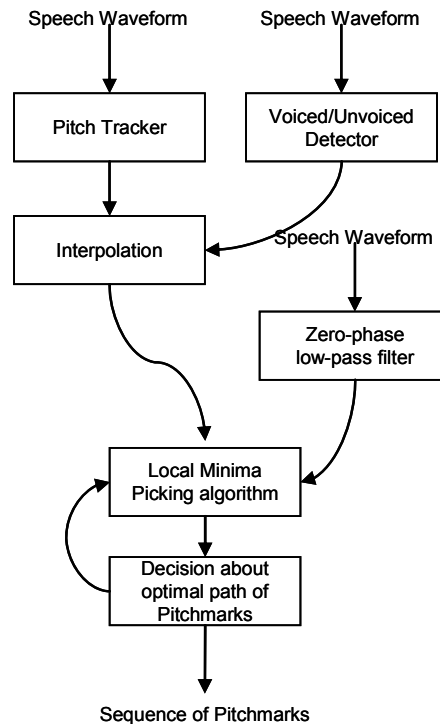 Speech Waveform
Speech Waveform
Pitch Tracker
Voiced/Unvoiced
Detector
Interpolation
Speech Waveform
Zero-phase
low-pass filter
Local Minima
Picking algorithm
Decision about
optimal path of
Pitchmarks
Sequence of Pitchmarks